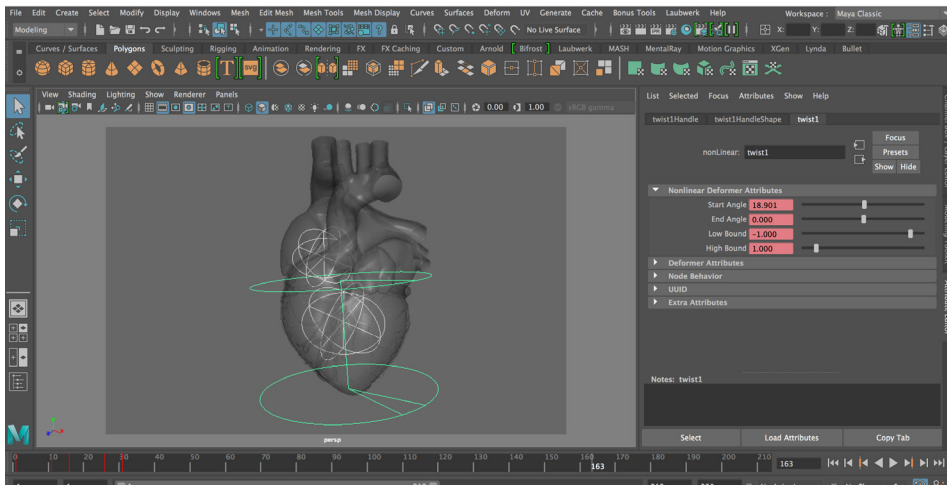 File Edit Create Select Modify Display Windows Mesh Edit Mesh Mesh Tools Mesh Display Curves Surfaces Deform UV Generate Cache Bonus Tools Laubwerk Help Workspace : Maya Classic
Modeling No Live Surface X: Y: Z:
Curves / Surfaces Polygons Sculpting Rigging Animation Rendering FX FX Caching Custom Arnold Bifrost Laubwerk MASH MentalRay Motion Graphics XGen Lynda Bullet
View Shading Lighting Show Renderer Panels
0.00 1.00 sRGB gamma
List Selected Focus Attributes Show Help
twist1Handle twist1HandleShape twist1
Focus
nonLinear: twist1 Presets
Show Hide
Nonlinear Deformer Attributes
Start Angle 18.901
End Angle 0.000
Low Bound -1.000
High Bound 1.000
Deformer Attributes
Node Behavior
UUID
Extra Attributes
Notes: twist1
persp
Select Load Attributes Copy Tab
0 10 20 30 40 50 60 70 80 90 100 110 120 130 140 150 160 163 170 180 190 200 210 163